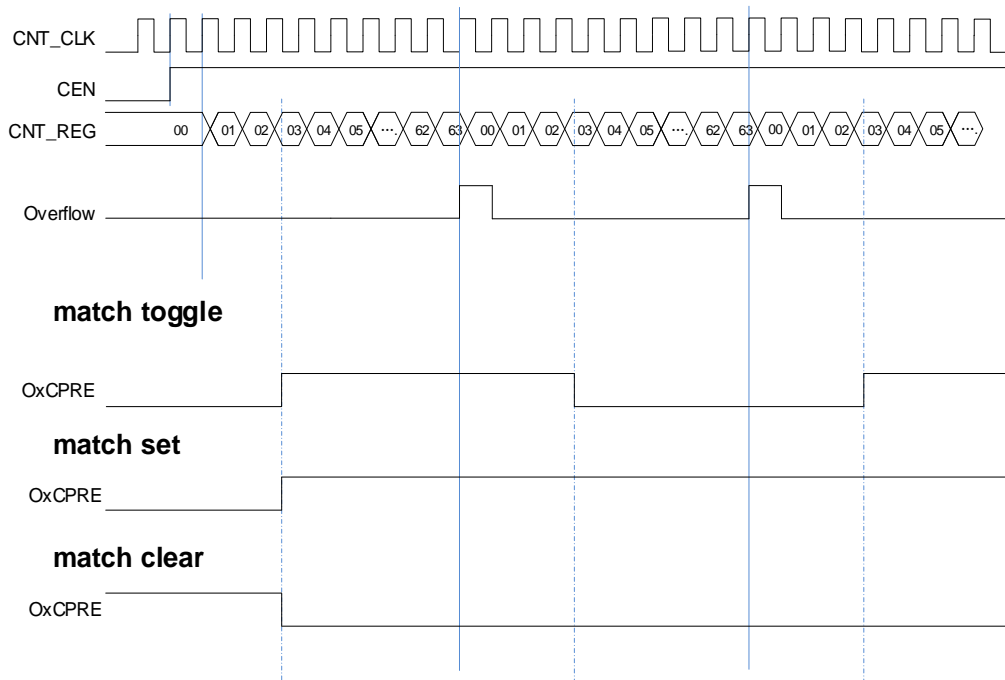 CNT_CLK
CEN
CNT_REG 00 01 02 03 04 05 .... 62 63 00 01 02 03 04 05 .... 62 63 00 01 02 03 04 05 ....
Overflow
match toggle
OxCPRE
match set
OxCPRE
match clear
OxCPRE